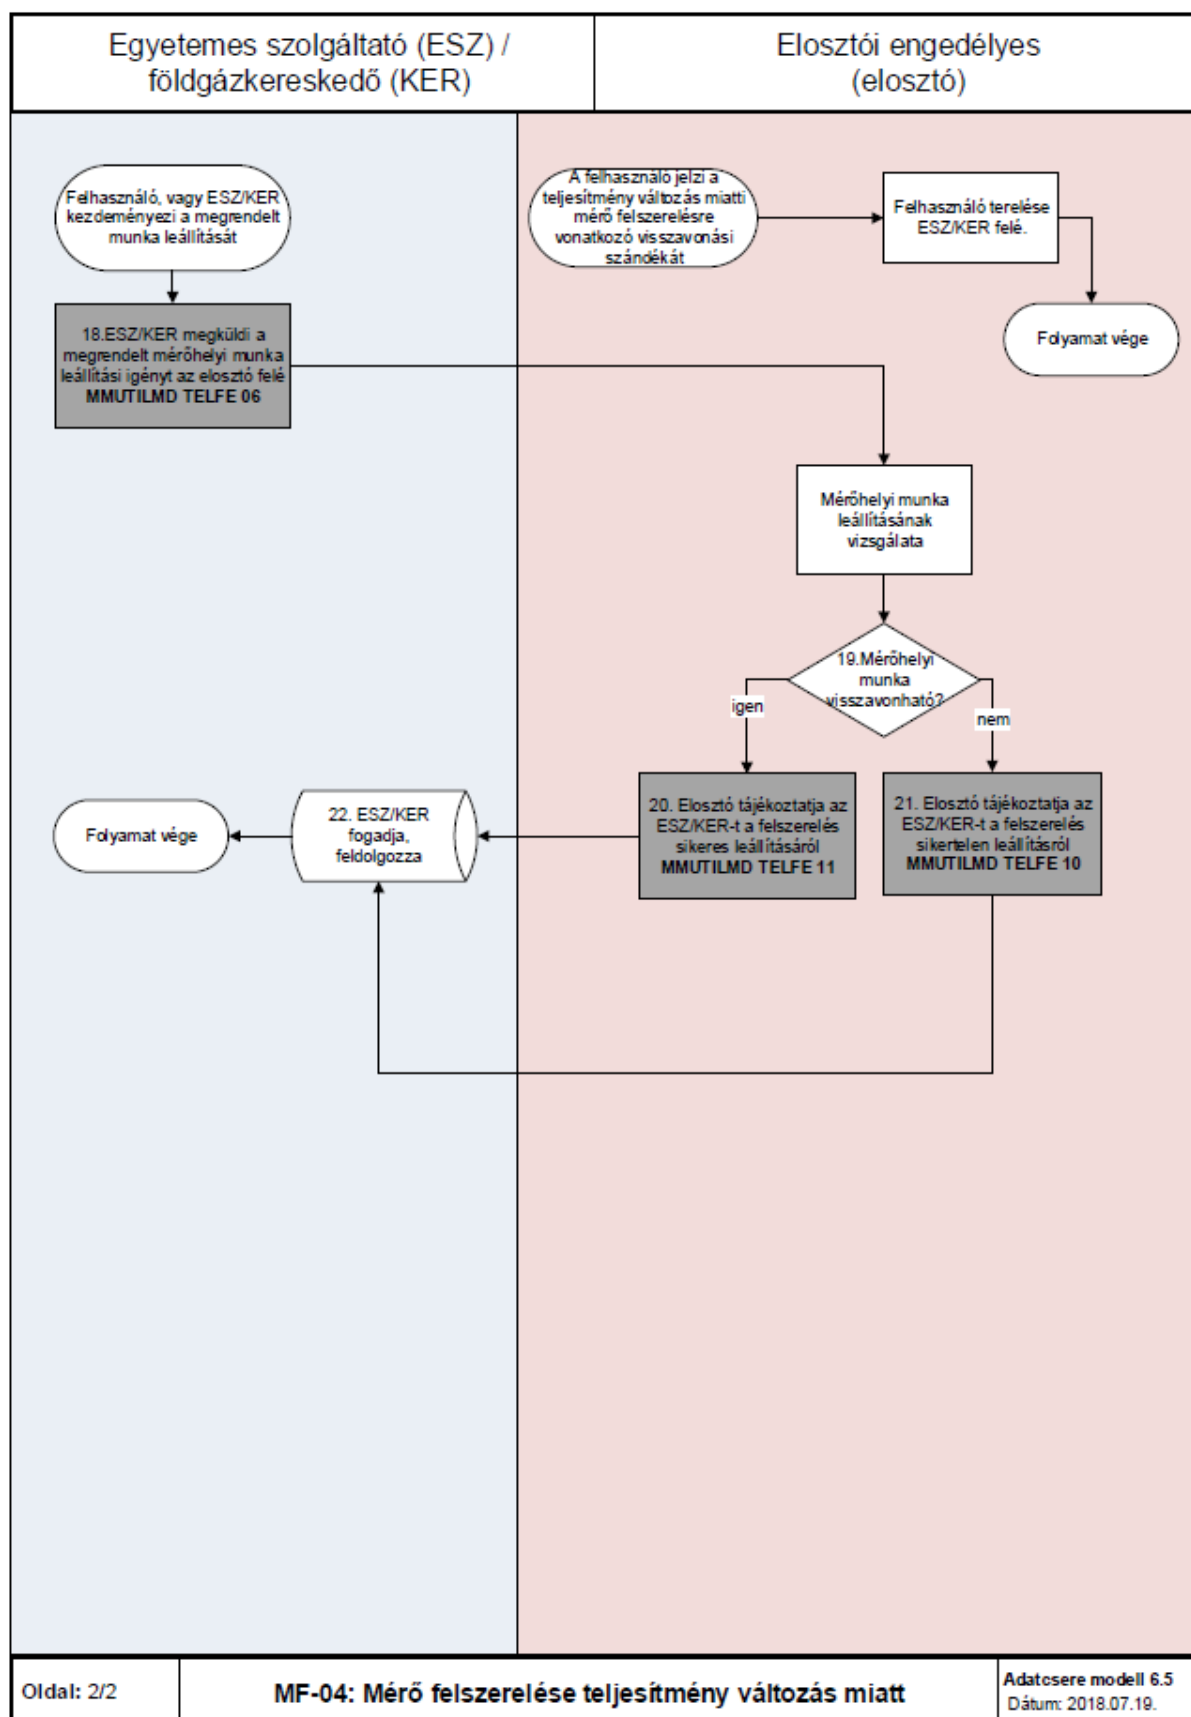 Egyetemes szolgáltató (ESZ) /
földgázkereskedő (KER)
Elosztói engedélyes
(elosztó)
Felhasználó, vagy ESZ/KER
kezdeményezi a megrendelt
munka leállítását
A felhasználó jelzi a
teljesítmény változás miatti
mérő felszerelésre
vonatkozó visszavonási
szándékát
Felhasználó terelése
ESZ/KER felé.
Folyamat vége
18.ESZ/KER megküldi a
megrendelt mérőhelyi munka
leállítási igényt az elosztó felé
MMUTILMD TELFE 06
Mérőhelyi munka
leállításának
vizsgálata
19.Mérőhelyi
munka
visszavonható?
igen
nem
20. Elosztó tájékoztatja az
ESZ/KER-t a felszerelés
sikeres leállításáról
MMUTILMD TELFE 11
21. Elosztó tájékoztatja az
ESZ/KER-t a felszerelés
sikertelen leállításról
MMUTILMD TELFE 10
22. ESZ/KER
fogadja,
feldolgozza
Folyamat vége
Oldal: 2/2
MF-04: Mérő felszerelése teljesítmény változás miatt
Adatcsere modell 6.5
Dátum: 2018.07.19.